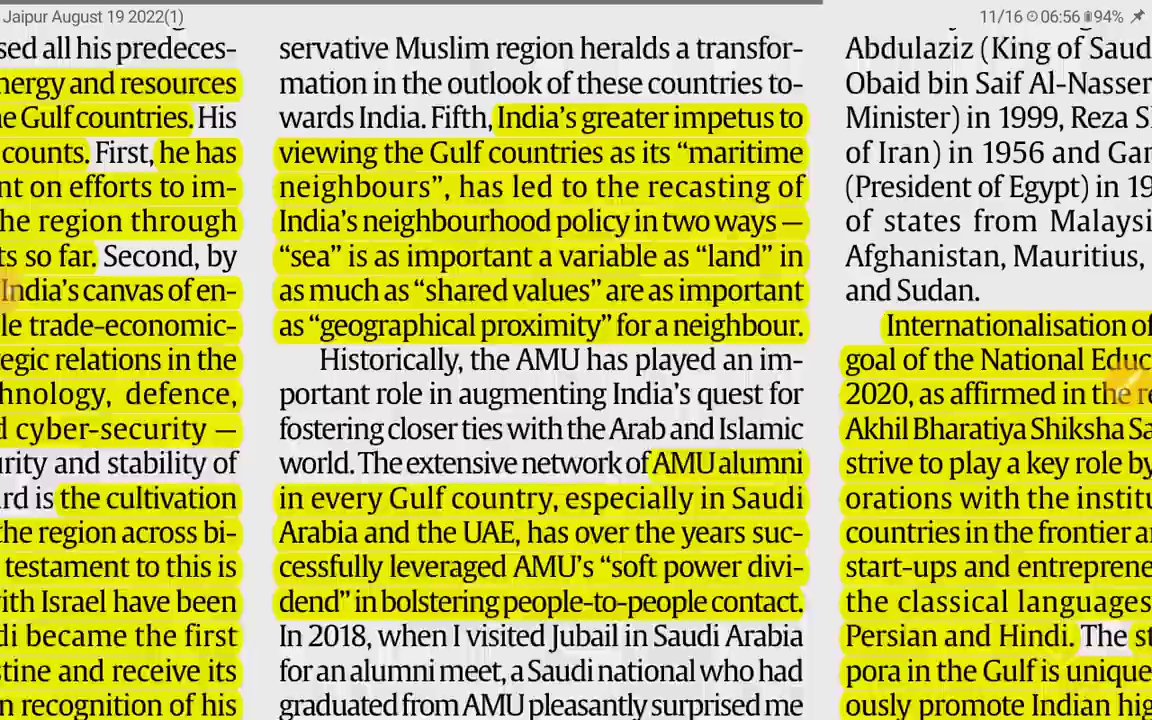 Jaipur August 19 2022(1)
11/16 06:56 94%
sed all his predeces-
nergy and resources
e Gulf countries. His
counts. First, he has
nt on efforts to im-
he region through
ts so far. Second, by
India's canvas of en-
le trade-economic-
egic relations in the
hnology, defence,
d cyber-security —
urity and stability of
rd is the cultivation
he region across bi-
testament to this is
ith Israel have been
di became the first
stine and receive its
n recognition of his
servative Muslim region heralds a transfor-
mation in the outlook of these countries to-
wards India. Fifth, India's greater impetus to
viewing the Gulf countries as its “maritime
neighbours”, has led to the recasting of
India's neighbourhood policy in two ways —
“sea” is as important a variable as “land” in
as much as “shared values” are as important
as “geographical proximity” for a neighbour.
Historically, the AMU has played an im-
portant role in augmenting India's quest for
fostering closer ties with the Arab and Islamic
world. The extensive network of AMU alumni
in every Gulf country, especially in Saudi
Arabia and the UAE, has over the years suc-
cessfully leveraged AMU's “soft power divi-
dend” in bolstering people-to-people contact.
In 2018, when I visited Jubail in Saudi Arabia
for an alumni meet, a Saudi national who had
graduated from AMU pleasantly surprised me
Abdulaziz (King of Saud
Obaid bin Saif Al-Nasser
Minister) in 1999, Reza S
of Iran) in 1956 and Gar
(President of Egypt) in 19
of states from Malaysi
Afghanistan, Mauritius,
and Sudan.
Internationalisation of
goal of the National Educ
2020, as affirmed in the re
Akhil Bharatiya Shiksha Sa
strive to play a key role by
orations with the institu
countries in the frontier a
start-ups and entreprene
the classical languages
Persian and Hindi. The st
pora in the Gulf is unique
ously promote Indian hig